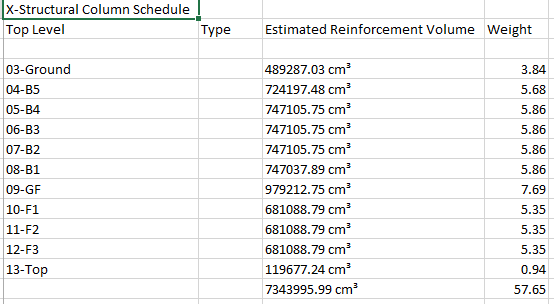 X-Structural Column Schedule
Top Level Type Estimated Reinforcement Volume Weight
03-Ground 489287.03 cm³ 3.84
04-B5 724197.48 cm³ 5.68
05-B4 747105.75 cm³ 5.86
06-B3 747105.75 cm³ 5.86
07-B2 747105.75 cm³ 5.86
08-B1 747037.89 cm³ 5.86
09-GF 979212.75 cm³ 7.69
10-F1 681088.79 cm³ 5.35
11-F2 681088.79 cm³ 5.35
12-F3 681088.79 cm³ 5.35
13-Top 119677.24 cm³ 0.94
7343995.99 cm³ 57.65